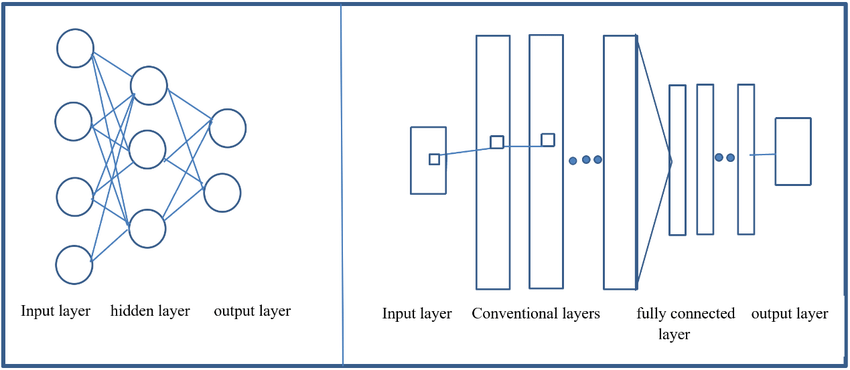 Input layer
hidden layer
output layer
Input layer
Conventional layers
fully connected
layer
output layer